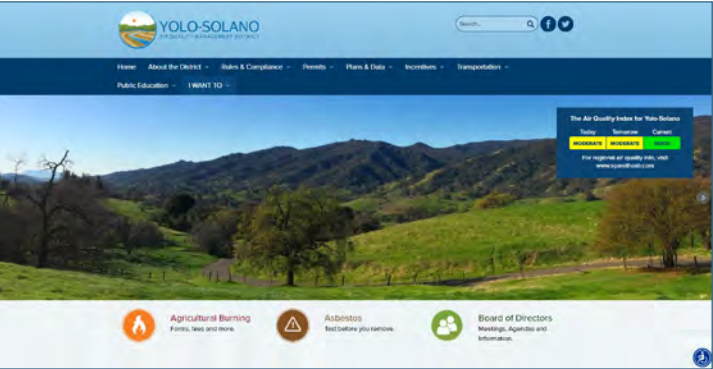 YOLO-SOLANO
AIR QUALITY MANAGEMENT DISTRICT
Search...
Home About the District Rules & Compliance Permits Plans & Data Incentives Transportation
Public Education I WANT TO
The Air Quality Index for Yolo-Solano
Today Tomorrow Current
MODERATE MODERATE GOOD
For regional air quality info, visit
www.sparetheair.com
Agricultural Burning
Forms, fees and more.
Asbestos
Test before you remove.
Board of Directors
Meetings, Agendas and
Information.